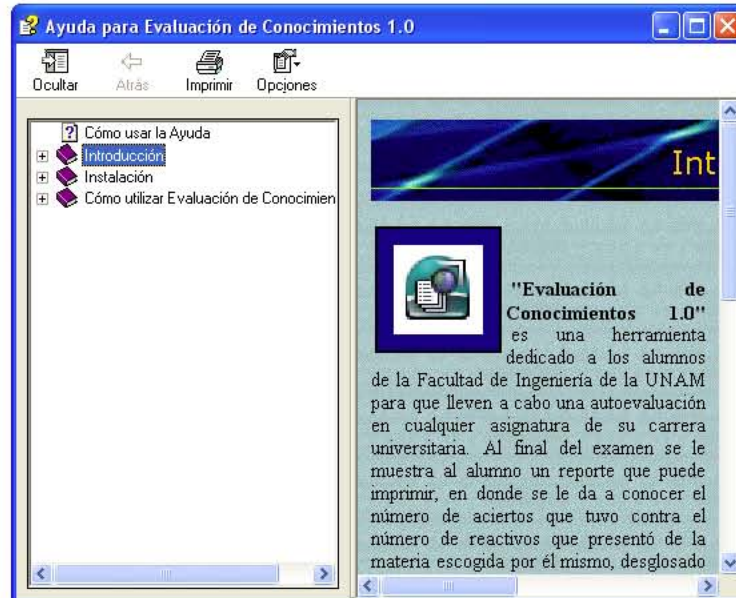 Ayuda para Evaluación de Conocimientos 1.0
Ocultar Atrás Imprimir Opciones
Cómo usar la Ayuda
Introducción
Instalación
Cómo utilizar Evaluación de Conocimien
Int
"Evaluación de
Conocimientos 1.0"
es una herramienta
dedicado a los alumnos
de la Facultad de Ingeniería de la UNAM
para que lleven a cabo una autoevaluación
en cualquier asignatura de su carrera
universitaria. Al final del examen se le
muestra al alumno un reporte que puede
imprimir, en donde se le da a conocer el
número de aciertos que tuvo contra el
número de reactivos que presentó de la
materia escogida por él mismo, desglosado